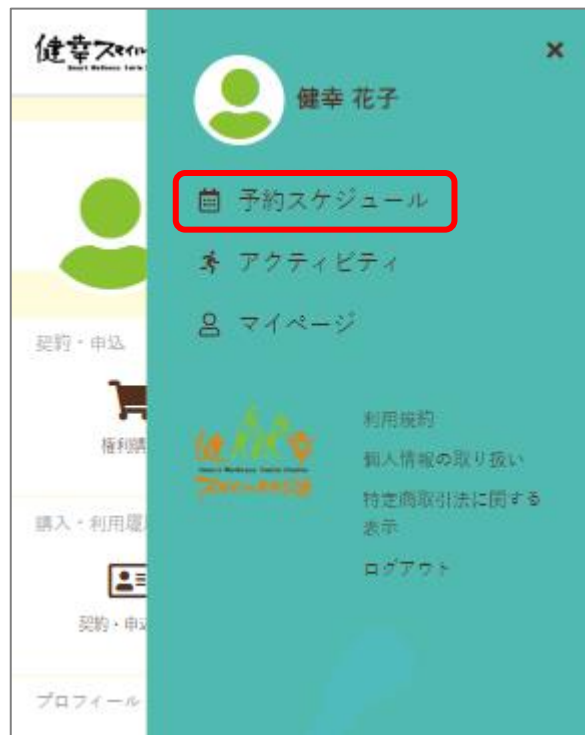 健幸スマイル
健幸 花子
予約スケジュール
アクティビティ
マイページ
契約・申込
権利購
利用規約
個人情報の取り扱い
特定商取引法に関する
表示
ログアウト
購入・利用履
契約・申込
プロフィール